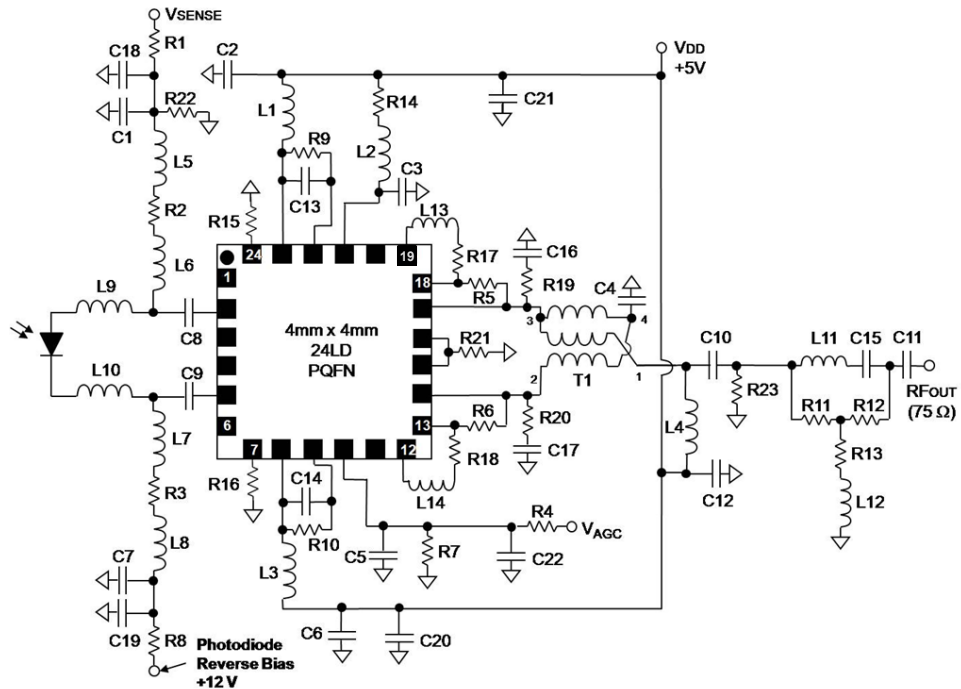 VSENSE
R1
C18
C2
VDD
+5V
R22
C1
L1
R14
C21
R9
L5
L2
C3
C13
R2
R15
L13
R17
C16
L6
24
19
18
R19
C4
L9
1
R5
3
4
C8
4mm x 4mm
24LD
PQFN
R21
C10
L11
C15
C11
L10
C9
T1
1
2
R23
RFOUT
(75 Ω)
6
13
R6
R20
R11
R12
L7
7
12
R18
C17
L4
R13
R16
C14
L14
C12
L12
R3
R10
R4
VAGC
C5
R7
C22
L8
L3
C7
C6
C20
C19
R8
Photodiode
Reverse Bias
+12 V